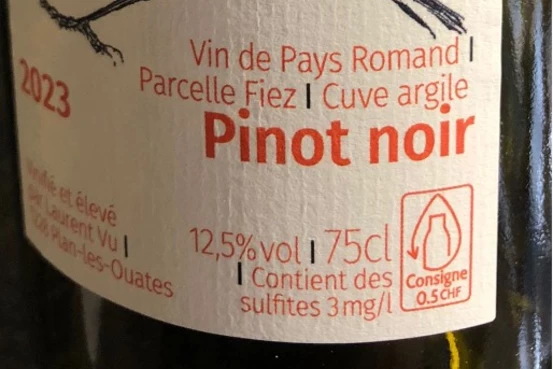 Vin de Pays Romand |
2023
Parcelle Fiez | Cuve argile
Pinot noir
Vinifié et élevé
par Laurent Vu |
Plan-les-Ouates
12,5%vol | 75cl
| Contient des
sulfites 3mg/l
Consigne
0.5 CHF